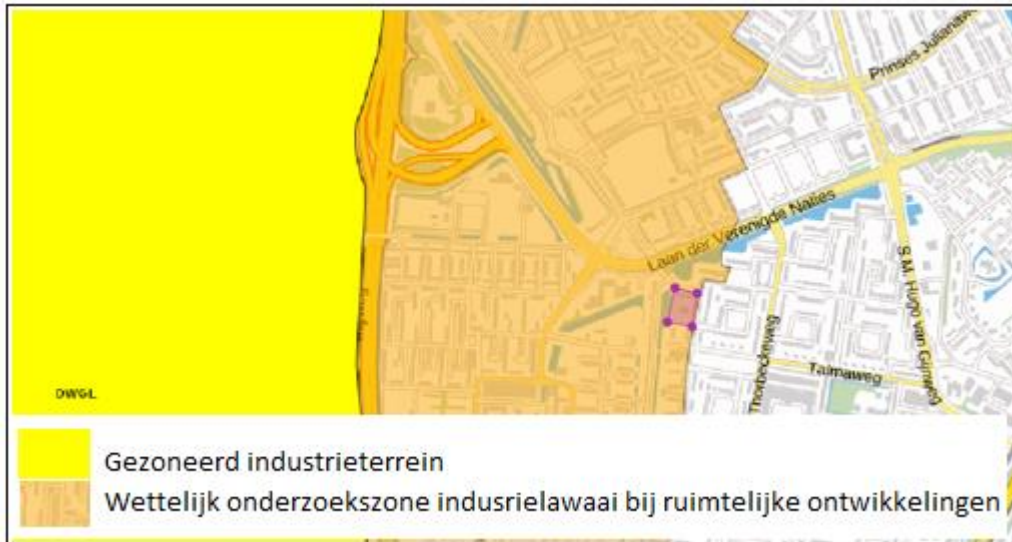 Prinses Julianaweg
Laan der Verenigde Naties
S.M. Hugo van Gijnweg
Thorbeckeweg
Talmaweg
DWGL
Gezoneerd industrieterrein
Wettelijk onderzoekszone indusrielawaai bij ruimtelijke ontwikkelingen